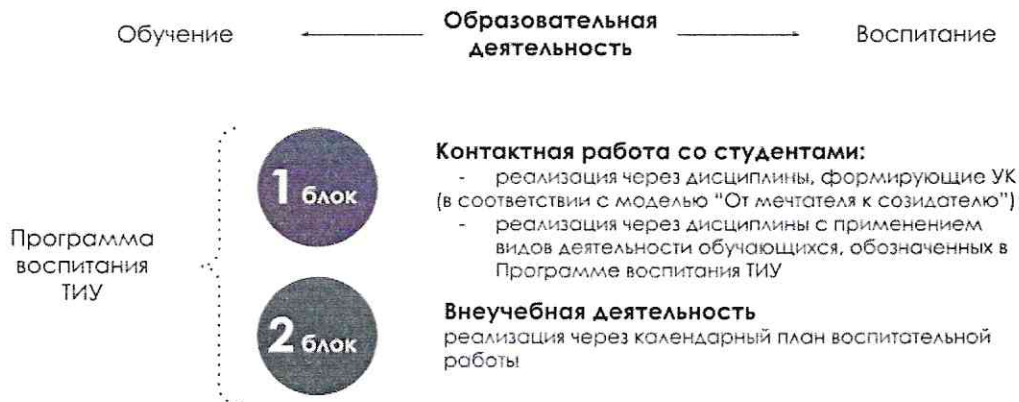 Обучение
Образовательная
деятельность
Воспитание
Программа
воспитания
ТИУ
1 блок
Контактная работа со студентами:
- реализация через дисциплины, формирующие УК
(в соответствии с моделью "От мечтателя к созидателю")
- реализация через дисциплины с применением
видов деятельности обучающихся, обозначенных в
Программе воспитания ТИУ
2 блок
Внеучебная деятельность
реализация через календарный план воспитательной
работы